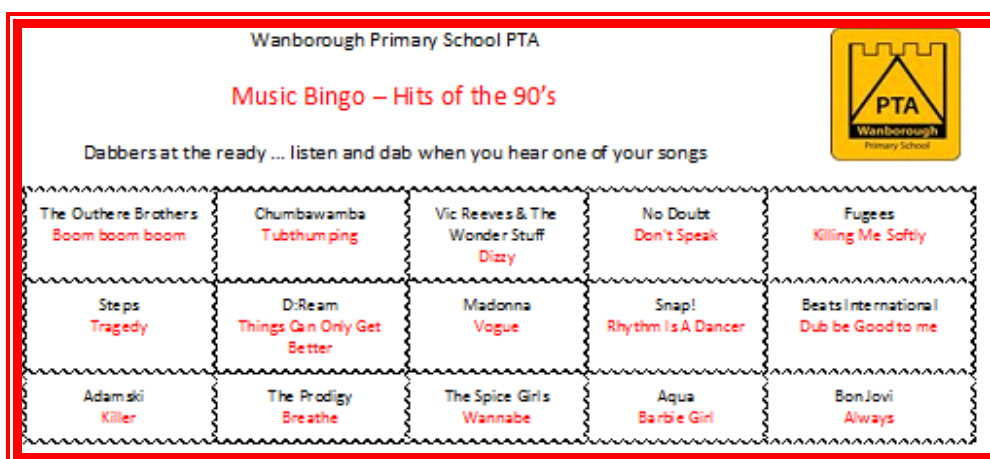 Wanborough Primary School PTA
Music Bingo – Hits of the 90's
Dabbers at the ready ... listen and dab when you hear one of your songs
PTA
Wanborough
Primary School
The Outhere Brothers
Boom boom boom
Chumbawamba
Tubthumping
Vic Reeves & The
Wonder Stuff
Dizzy
No Doubt
Don't Speak
Fugees
Killing Me Softly
Steps
Tragedy
D:Ream
Things Can Only Get
Better
Madonna
Vogue
Snap!
Rhythm Is A Dancer
Beats International
Dub be Good to me
Adamski
Killer
The Prodigy
Breathe
The Spice Girls
Wannabe
Aqua
Barbie Girl
Bon Jovi
Always